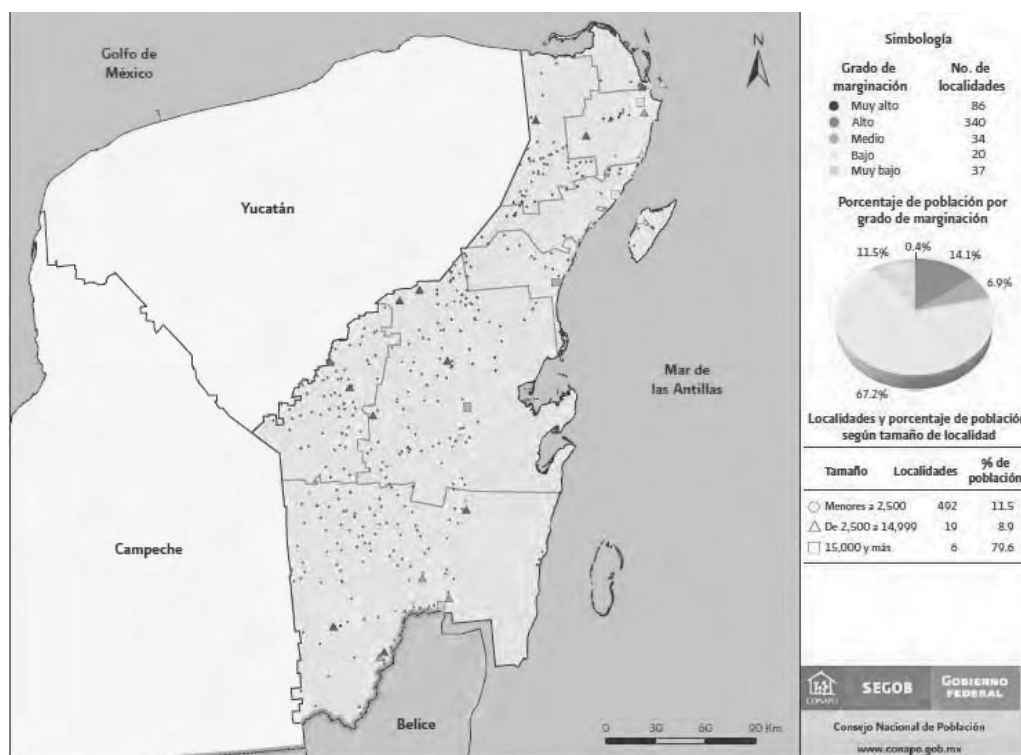 Golfo de
México
N
Yucatán
Mar de
las Antillas
Campeche
Belice
0 30 60 90 Km.
Simbología
Grado de marginación No. de localidades
Muy alto 86
Alto 340
Medio 34
Bajo 20
Muy bajo 37
Porcentaje de población por
grado de marginación
11.5% 0.4% 14.1%
6.9%
67.2%
Localidades y porcentaje de población
según tamaño de localidad
Tamaño Localidades % de población
Menores a 2,500 492 11.5
De 2,500 a 14,999 19 8.9
15,000 y más 6 79.6
CONAPO SEGOB GOBIERNO
FEDERAL
Consejo Nacional de Población
www.conapo.gob.mx